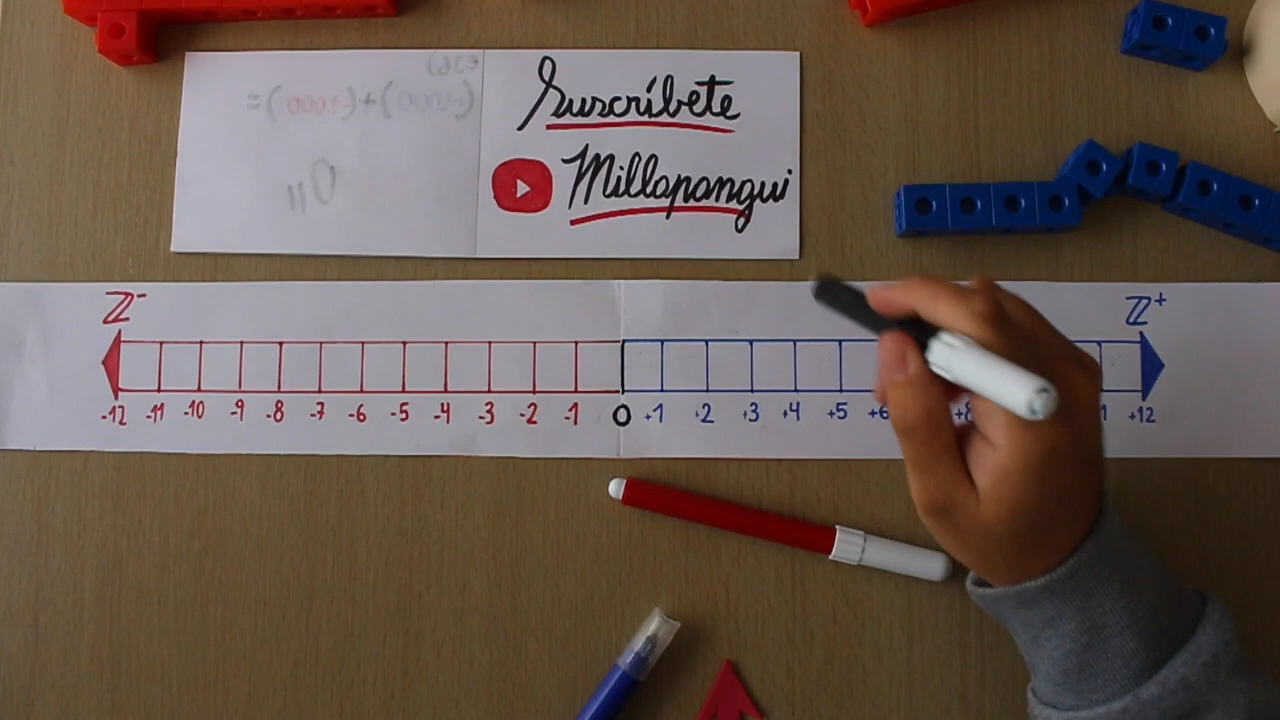 Suscríbete
Millapangui
Z⁻ Z⁺
-12 -11 -10 -9 -8 -7 -6 -5 -4 -3 -2 -1 0 +1 +2 +3 +4 +5 +12